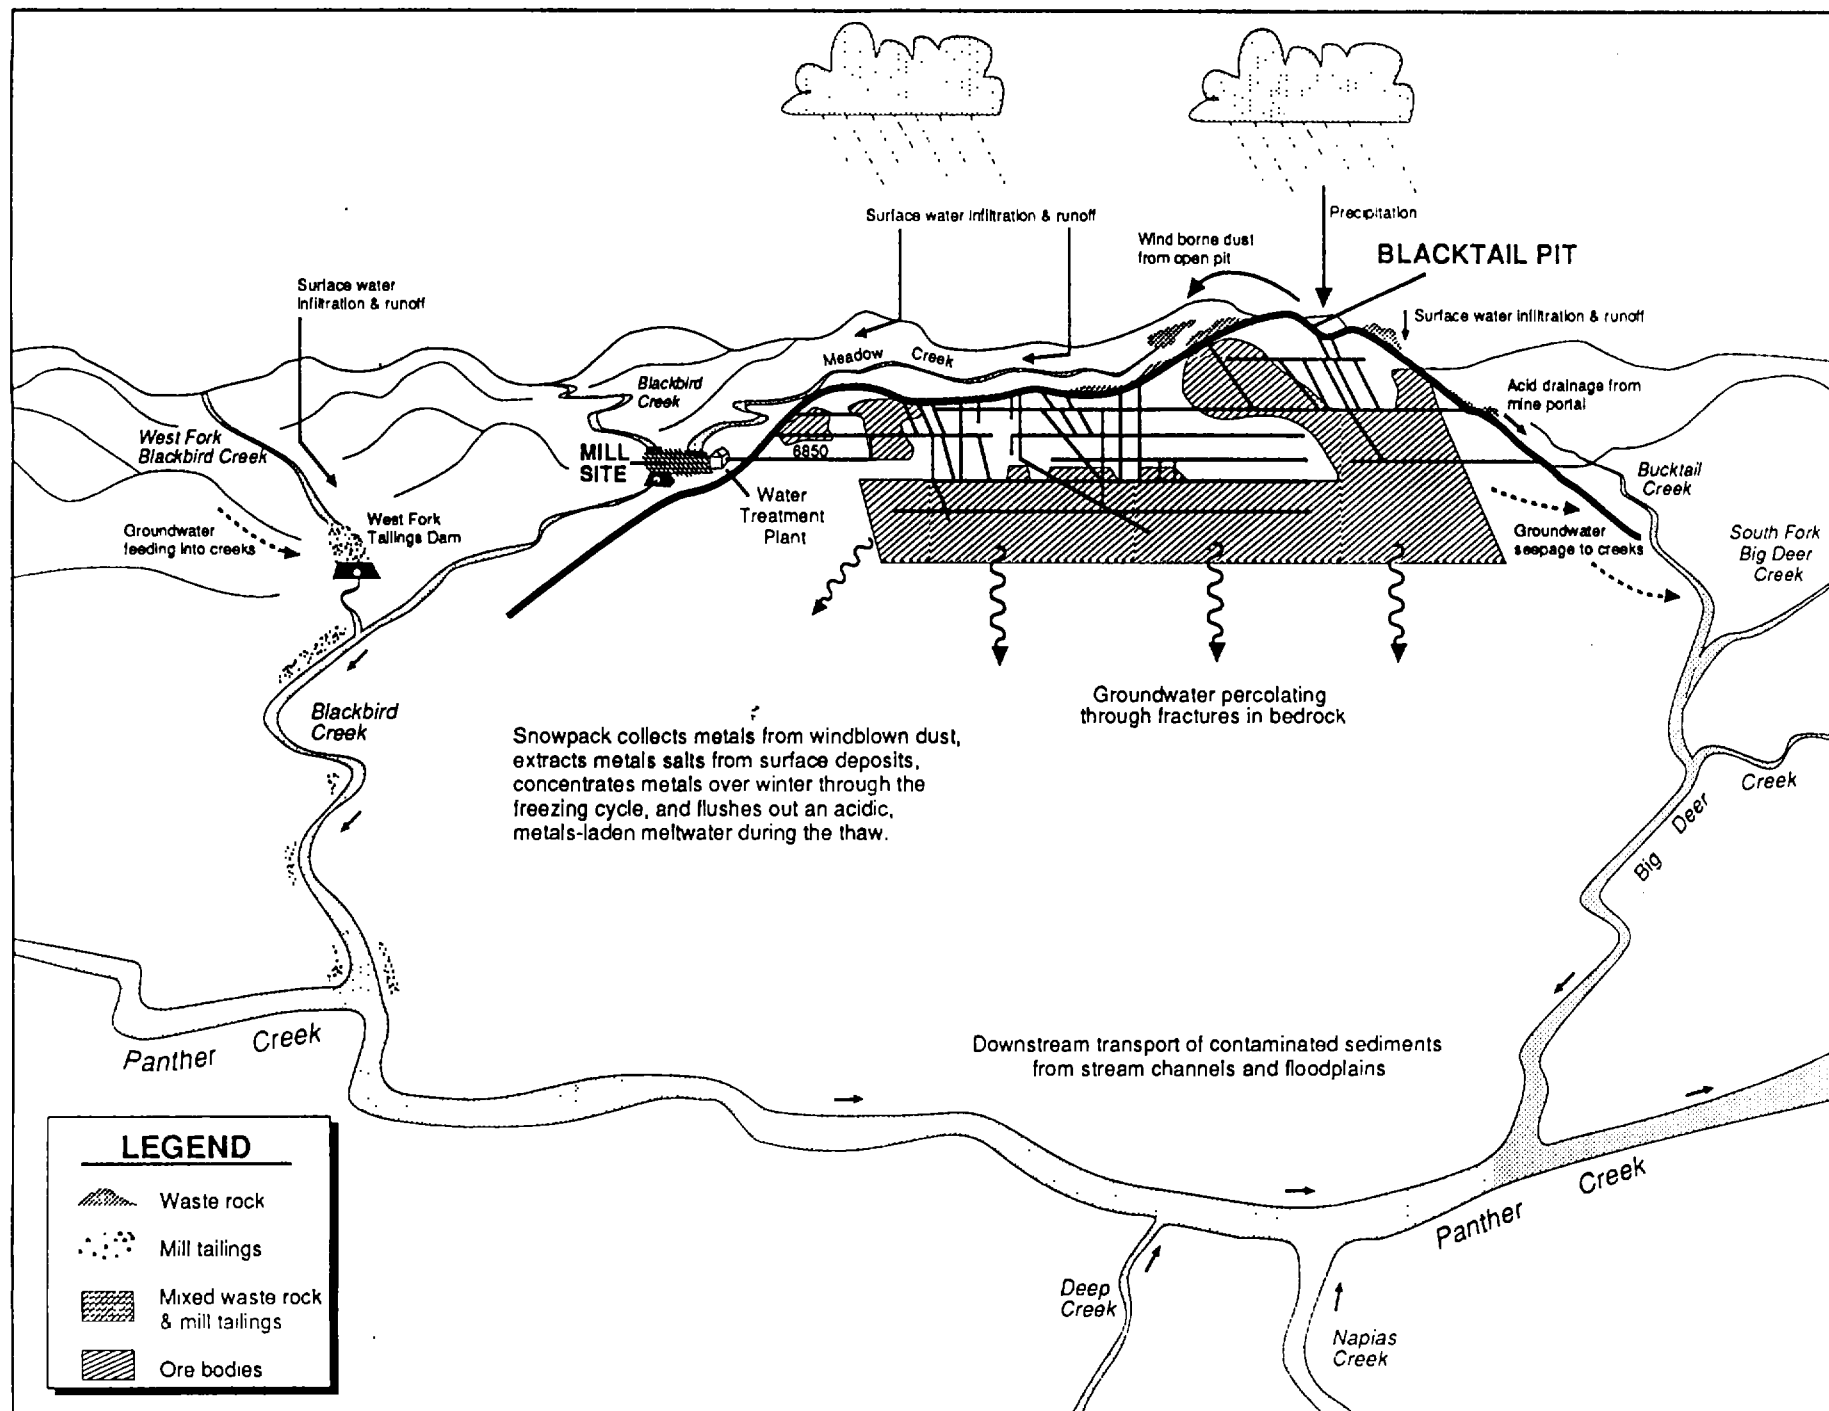 Surface water infiltration & runoff
Precipitation
Wind borne dust
from open pit
BLACKTAIL PIT
Surface water
infiltration & runoff
Surface water infiltration & runoff
Meadow Creek
Blackbird
Creek
Acid drainage from
mine portal
West Fork
Blackbird Creek
MILL
SITE
6850
Bucktail
Creek
Water
Treatment
Plant
West Fork
Tailings Dam
Groundwater
feeding into creeks
Groundwater
seepage to creeks
South Fork
Big Deer
Creek
Blackbird
Creek
Groundwater percolating
through fractures in bedrock
Snowpack collects metals from windblown dust,
extracts metals salts from surface deposits,
concentrates metals over winter through the
freezing cycle, and flushes out an acidic,
metals-laden meltwater during the thaw.
Big Deer Creek
Panther Creek
Downstream transport of contaminated sediments
from stream channels and floodplains
Panther Creek
Deep
Creek
Napias
Creek
LEGEND
Waste rock
Mill tailings
Mixed waste rock
& mill tailings
Ore bodies